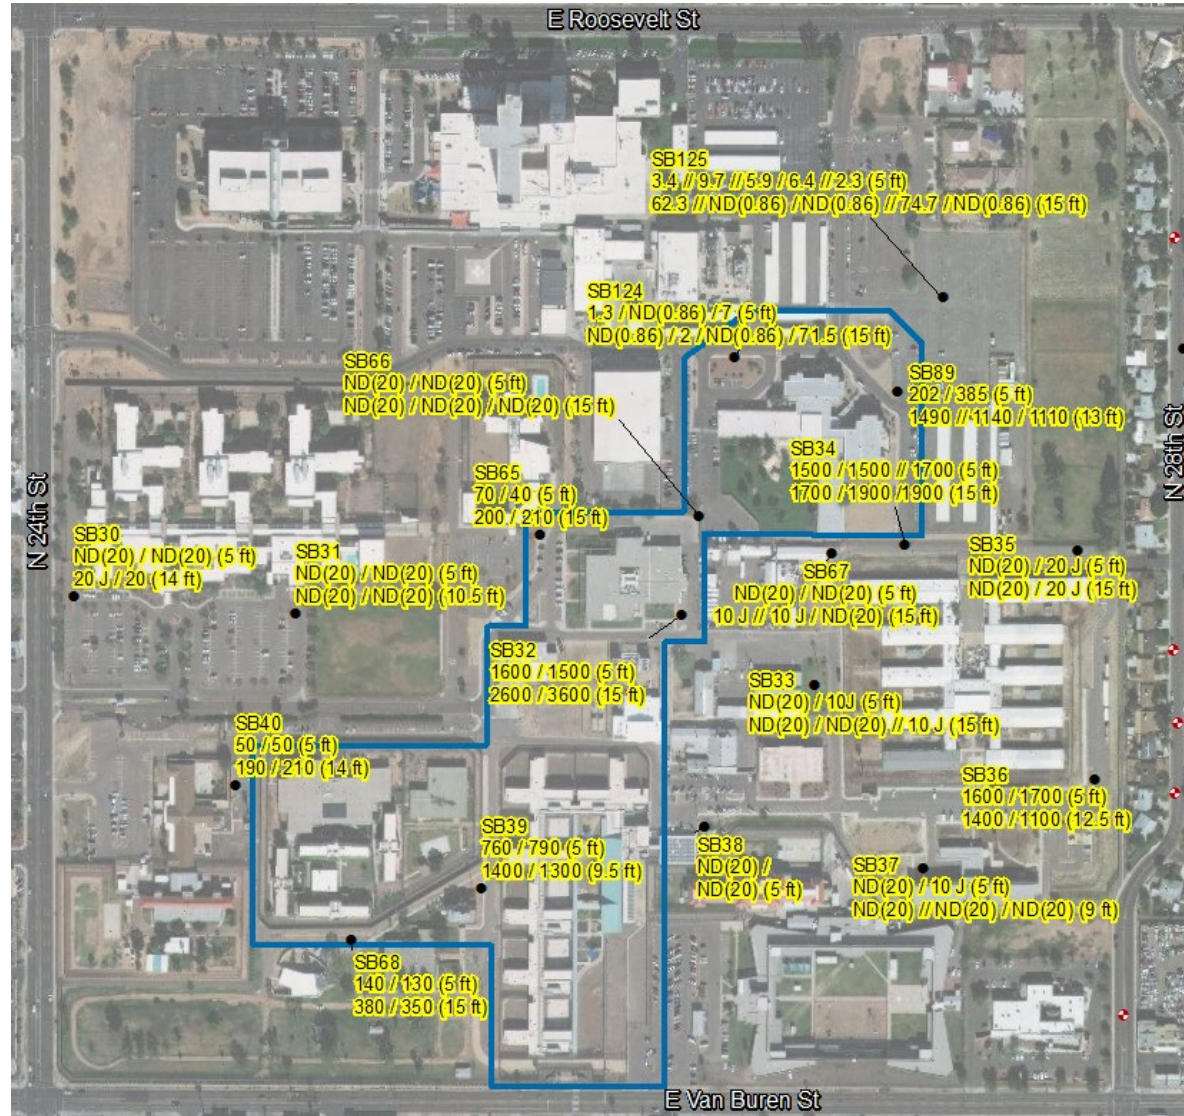 E Roosevelt St
SB125
3.4 // 9.7 // 5.9 / 6.4 // 2.3 (5 ft)
62.3 // ND(0.86) / ND(0.86) // 74.7 / ND(0.86) (15 ft)
SB124
1.3 / ND(0.86) / 7 (5 ft)
ND(0.86) / 2 / ND(0.86) / 71.5 (15 ft)
SB66
ND(20) / ND(20) (5 ft)
ND(20) / ND(20) / ND(20) (15 ft)
SB89
202 / 385 (5 ft)
1490 // 1140 / 1110 (13 ft)
SB34
1500 / 1500 // 1700 (5 ft)
1700 / 1900 / 1900 (15 ft)
SB65
70 / 40 (5 ft)
200 / 210 (15 ft)
N 24th St
N 28th St
SB30
ND(20) / ND(20) (5 ft)
20 J / 20 (14 ft)
SB31
ND(20) / ND(20) (5 ft)
ND(20) / ND(20) (10.5 ft)
SB35
ND(20) / 20 J (5 ft)
ND(20) / 20 J (15 ft)
SB67
ND(20) / ND(20) (5 ft)
10 J // 10 J / ND(20) (15 ft)
SB32
1600 / 1500 (5 ft)
2600 / 3600 (15 ft)
SB33
ND(20) / 10J (5 ft)
ND(20) / ND(20) // 10 J (15 ft)
SB40
50 / 50 (5 ft)
190 / 210 (14 ft)
SB36
1600 / 1700 (5 ft)
1400 / 1100 (12.5 ft)
SB39
760 / 790 (5 ft)
1400 / 1300 (9.5 ft)
SB38
ND(20) /
ND(20) (5 ft)
SB37
ND(20) / 10 J (5 ft)
ND(20) // ND(20) / ND(20) (9 ft)
SB68
140 / 130 (5 ft)
380 / 350 (15 ft)
E Van Buren St